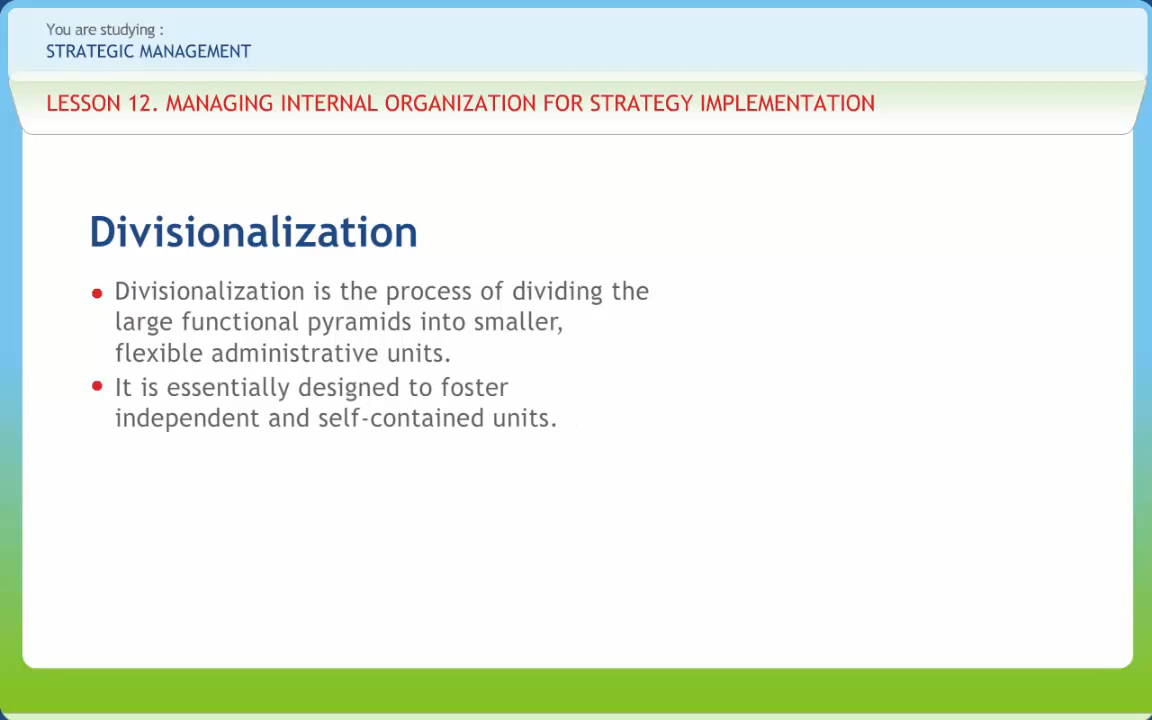 You are studying :
STRATEGIC MANAGEMENT
LESSON 12. MANAGING INTERNAL ORGANIZATION FOR STRATEGY IMPLEMENTATION
Divisionalization
• Divisionalization is the process of dividing the
large functional pyramids into smaller,
flexible administrative units.
• It is essentially designed to foster
independent and self-contained units.